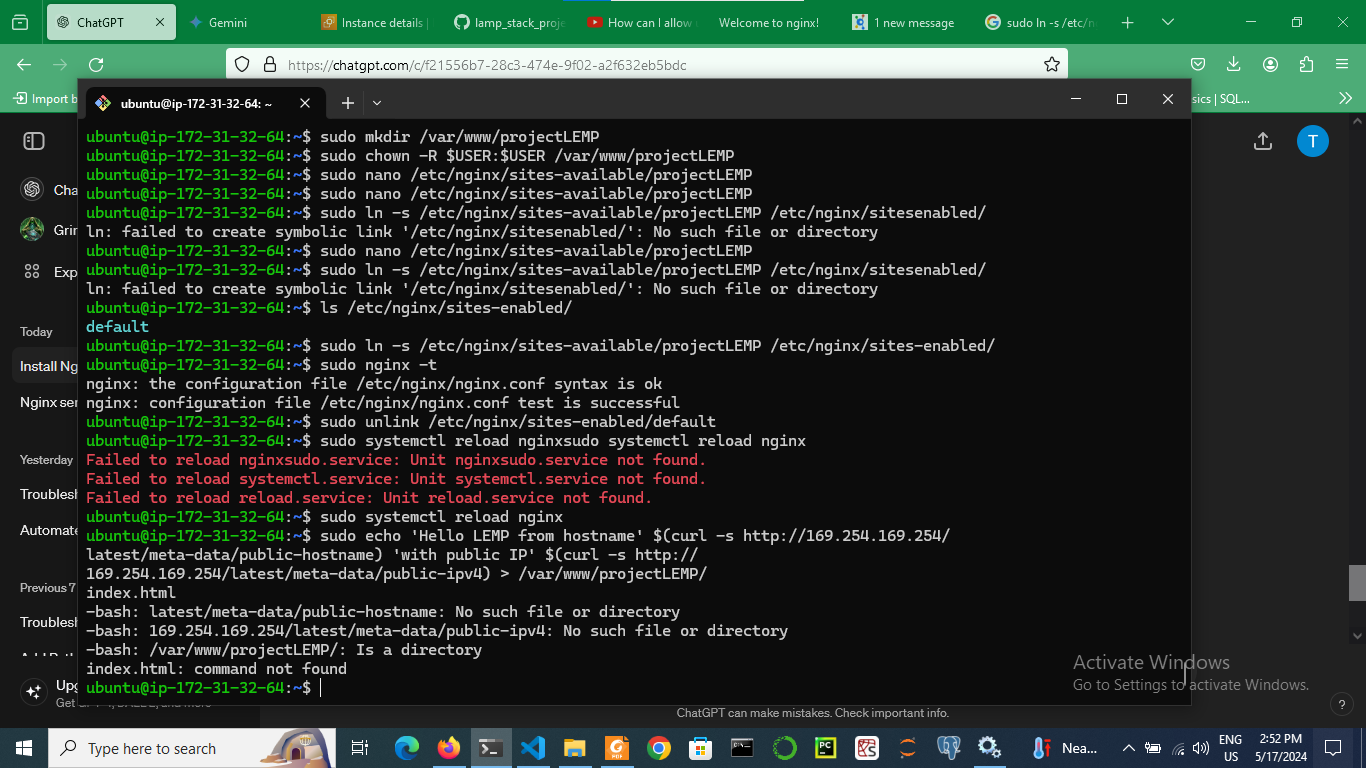 ChatGPT
Gemini
Instance details |
lamp_stack_proje
How can I allow
Welcome to nginx!
1 new message
sudo ln -s /etc/n
https://chatgpt.com/c/f21556b7-28c3-474e-9f02-a2f632eb5bdc
Import b
sics | SQL...
ubuntu@ip-172-31-32-64: ~
T
Cha
Grin
Exp
Today
Install Ng
Nginx ser
Yesterday
Troublesh
Automate
Previous 7
Troublesh
Upg
ubuntu@ip-172-31-32-64:~$ sudo mkdir /var/www/projectLEMP
ubuntu@ip-172-31-32-64:~$ sudo chown -R $USER:$USER /var/www/projectLEMP
ubuntu@ip-172-31-32-64:~$ sudo nano /etc/nginx/sites-available/projectLEMP
ubuntu@ip-172-31-32-64:~$ sudo nano /etc/nginx/sites-available/projectLEMP
ubuntu@ip-172-31-32-64:~$ sudo ln -s /etc/nginx/sites-available/projectLEMP /etc/nginx/sitesenabled/
ln: failed to create symbolic link '/etc/nginx/sitesenabled/': No such file or directory
ubuntu@ip-172-31-32-64:~$ sudo nano /etc/nginx/sites-available/projectLEMP
ubuntu@ip-172-31-32-64:~$ sudo ln -s /etc/nginx/sites-available/projectLEMP /etc/nginx/sitesenabled/
ln: failed to create symbolic link '/etc/nginx/sitesenabled/': No such file or directory
ubuntu@ip-172-31-32-64:~$ ls /etc/nginx/sites-enabled/
default
ubuntu@ip-172-31-32-64:~$ sudo ln -s /etc/nginx/sites-available/projectLEMP /etc/nginx/sites-enabled/
ubuntu@ip-172-31-32-64:~$ sudo nginx -t
nginx: the configuration file /etc/nginx/nginx.conf syntax is ok
nginx: configuration file /etc/nginx/nginx.conf test is successful
ubuntu@ip-172-31-32-64:~$ sudo unlink /etc/nginx/sites-enabled/default
ubuntu@ip-172-31-32-64:~$ sudo systemctl reload nginxsudo systemctl reload nginx
Failed to reload nginxsudo.service: Unit nginxsudo.service not found.
Failed to reload systemctl.service: Unit systemctl.service not found.
Failed to reload reload.service: Unit reload.service not found.
ubuntu@ip-172-31-32-64:~$ sudo systemctl reload nginx
ubuntu@ip-172-31-32-64:~$ sudo echo 'Hello LEMP from hostname' $(curl -s http://169.254.169.254/
latest/meta-data/public-hostname) 'with public IP' $(curl -s http://
169.254.169.254/latest/meta-data/public-ipv4) > /var/www/projectLEMP/
index.html
-bash: latest/meta-data/public-hostname: No such file or directory
-bash: 169.254.169.254/latest/meta-data/public-ipv4: No such file or directory
-bash: /var/www/projectLEMP/: Is a directory
index.html: command not found
ubuntu@ip-172-31-32-64:~$
Activate Windows
Go to Settings to activate Windows.
ChatGPT can make mistakes. Check important info.
?
Type here to search
Nea...
ENG
US
2:52 PM
5/17/2024